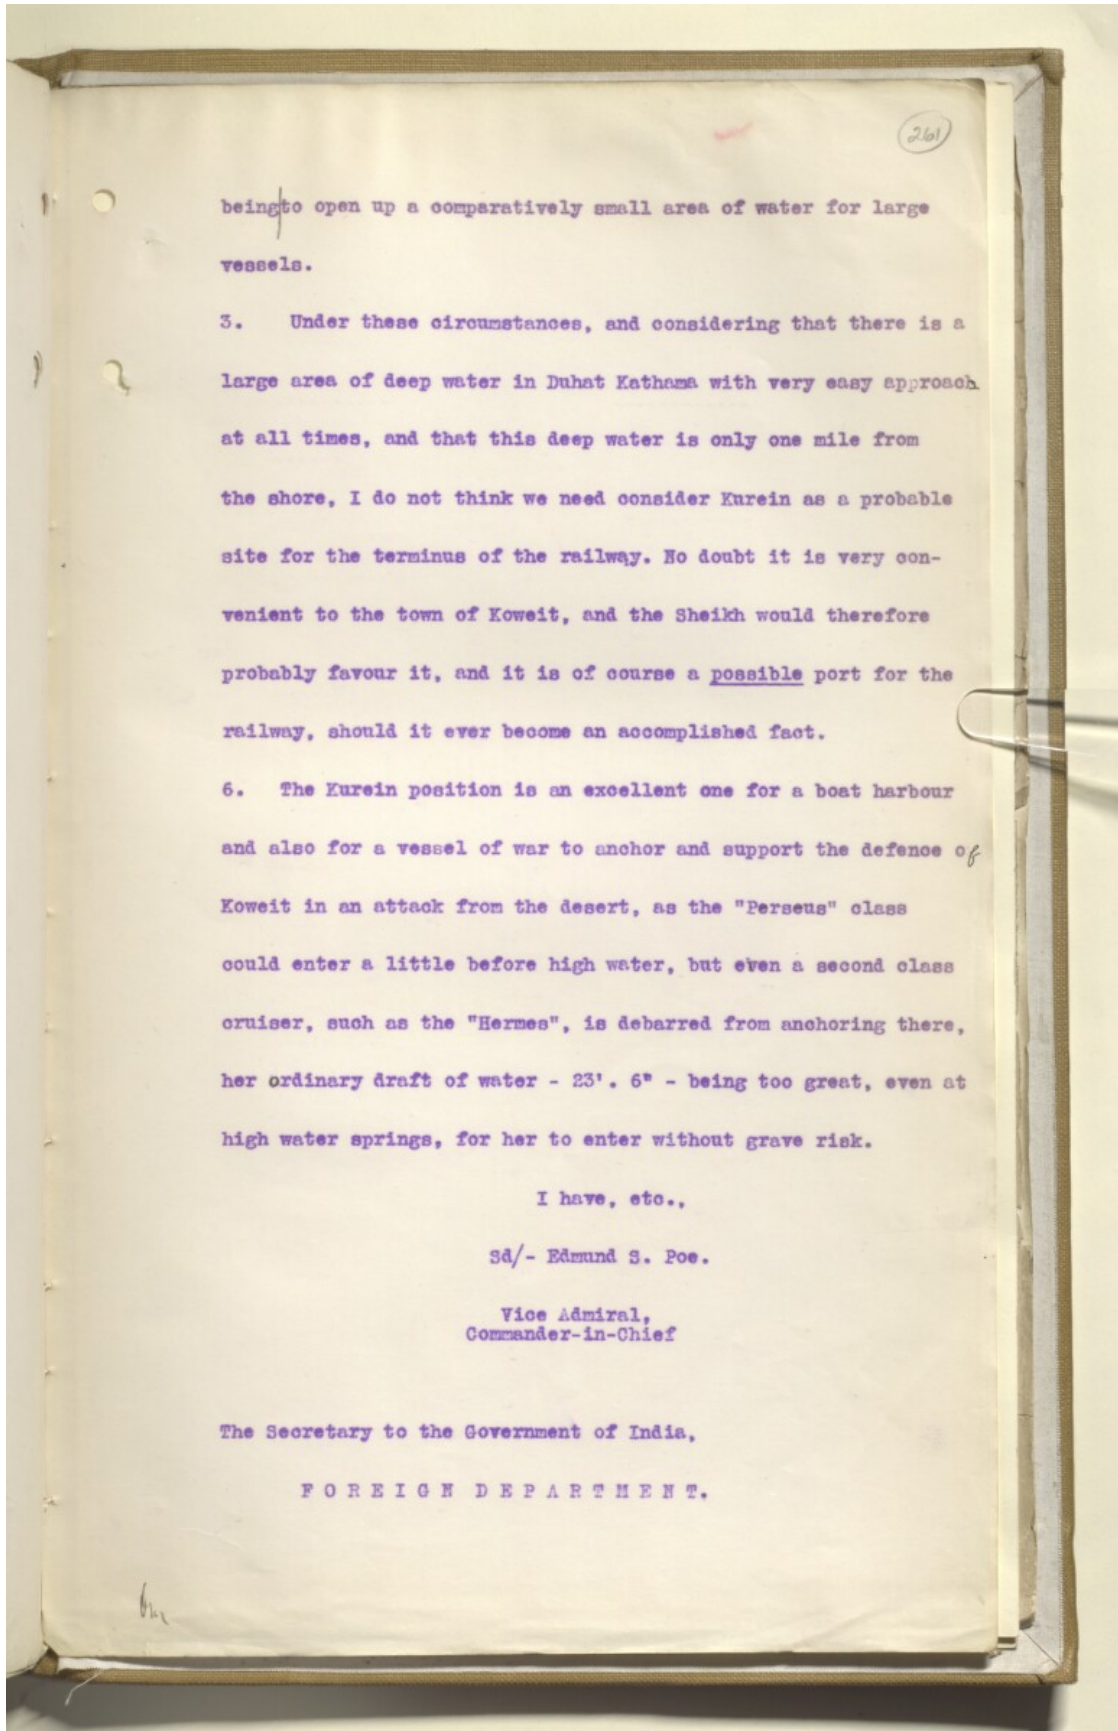 261
being to open up a comparatively small area of water for large
vessels.
3. Under these circumstances, and considering that there is a
large area of deep water in Duhat Kathama with very easy approach
at all times, and that this deep water is only one mile from
the shore, I do not think we need consider Kurein as a probable
site for the terminus of the railway. No doubt it is very con-
venient to the town of Koweit, and the Sheikh would therefore
probably favour it, and it is of course a possible port for the
railway, should it ever become an accomplished fact.
6. The Kurein position is an excellent one for a boat harbour
and also for a vessel of war to anchor and support the defence of
Koweit in an attack from the desert, as the "Perseus" class
could enter a little before high water, but even a second class
cruiser, such as the "Hermes", is debarred from anchoring there,
her ordinary draft of water - 23'. 6" - being too great, even at
high water springs, for her to enter without grave risk.
I have, etc.,
Sd/- Edmund S. Poe.
Vice Admiral,
Commander-in-Chief
The Secretary to the Government of India,
FOREIGN DEPARTMENT.